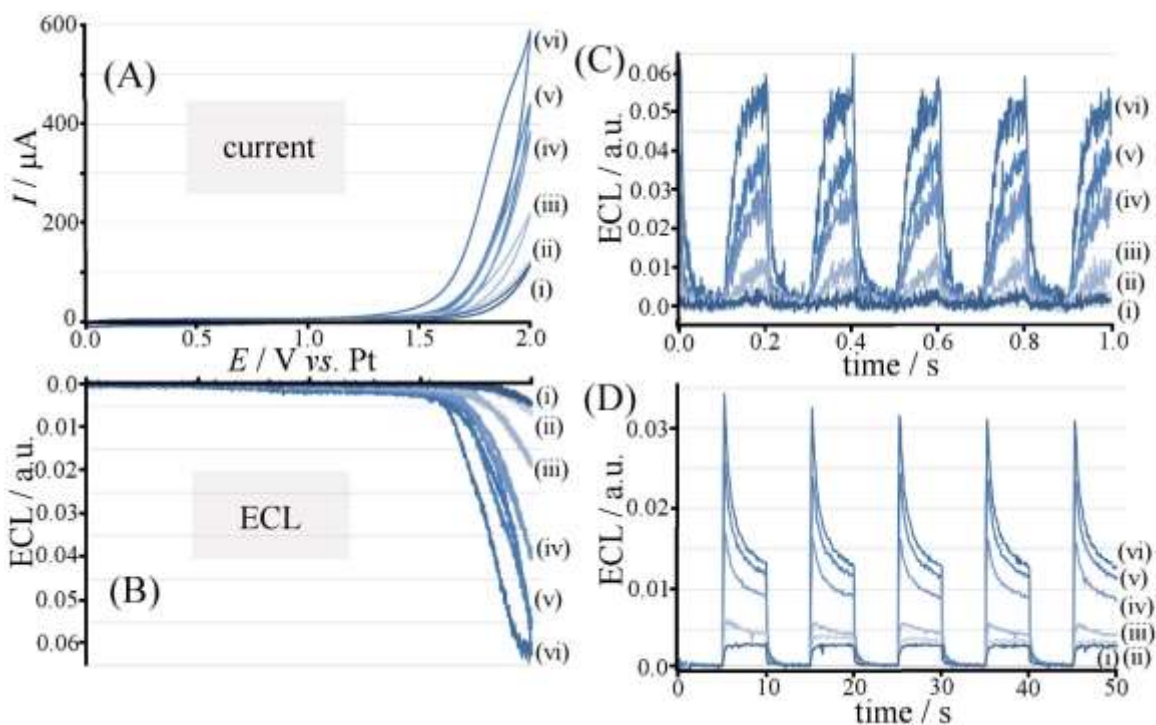 (A)
current
I / µA
600
400
200
0
(vi)
(v)
(iv)
(iii)
(ii)
(i)
0.0 0.5 1.0 1.5 2.0
E / V vs. Pt
(B)
ECL
ECL / a.u.
0.0
0.01
0.02
0.03
0.04
0.05
0.06
(i)
(ii)
(iii)
(iv)
(v)
(vi)
(C)
ECL / a.u.
0.06
0.05
0.04
0.03
0.02
0.01
0.0
(vi)
(v)
(iv)
(iii)
(ii)
(i)
0.0 0.2 0.4 0.6 0.8 1.0
time / s
(D)
ECL / a.u.
0.03
0.02
0.01
0.0
(vi)
(v)
(iv)
(iii)
(i) (ii)
0 10 20 30 40 50
time / s